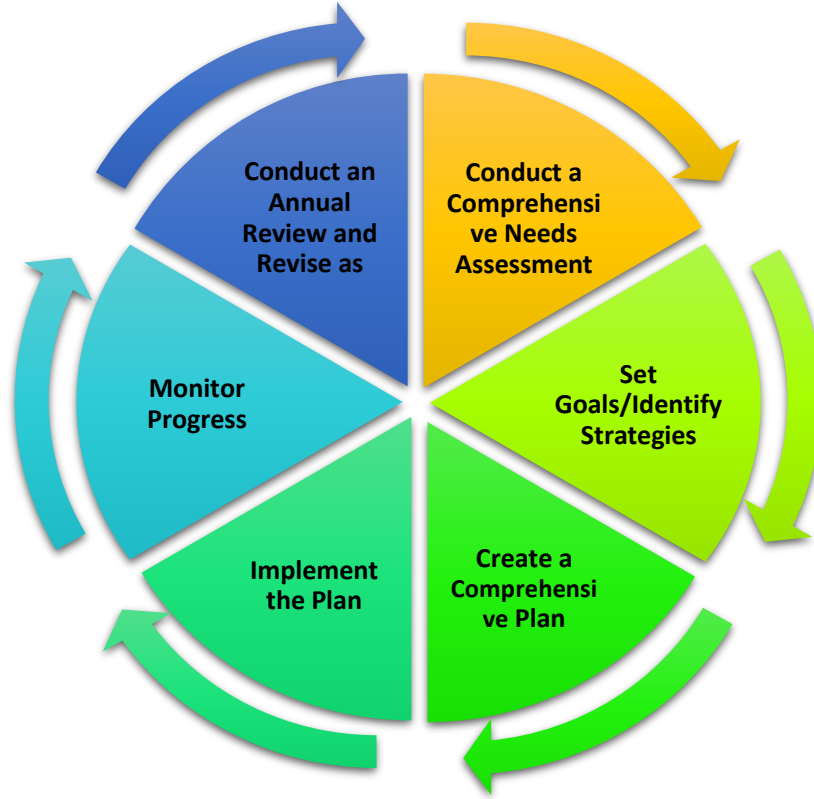 Conduct a
Comprehensi
ve Needs
Assessment
Set
Goals/Identify
Strategies
Create a
Comprehensi
ve Plan
Implement
the Plan
Monitor
Progress
Conduct an
Annual
Review and
Revise as